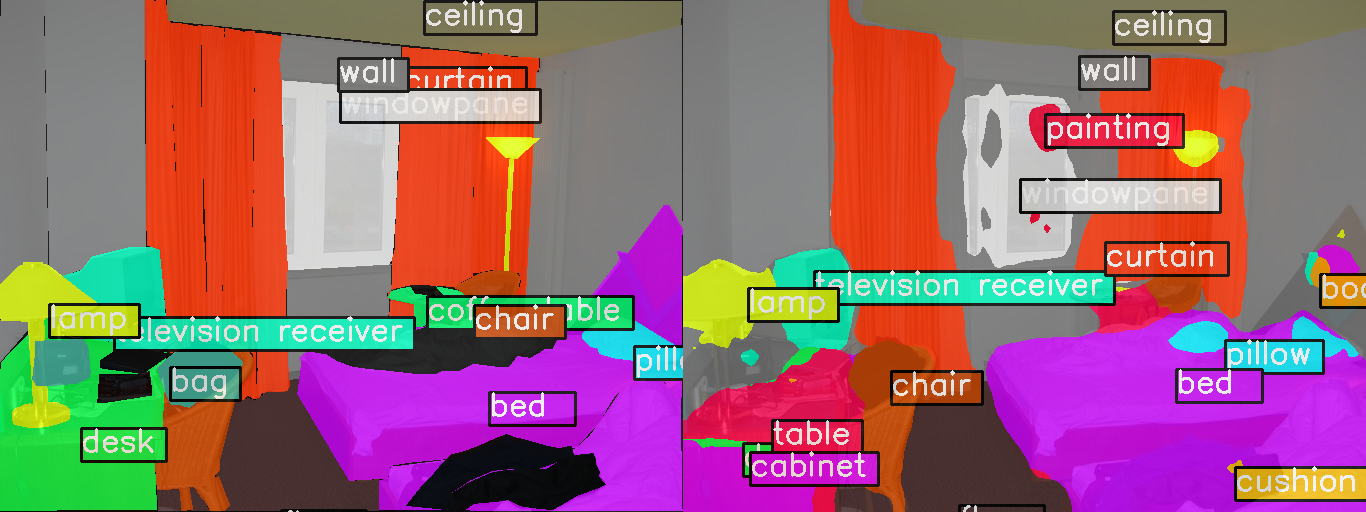 ceiling
wall
curtain
windowpane
lamp
television receiver
coffee table
chair
bag
pillow
bed
desk
ceiling
wall
painting
windowpane
curtain
television receiver
lamp
pillow
chair
bed
table
cabinet
cushion